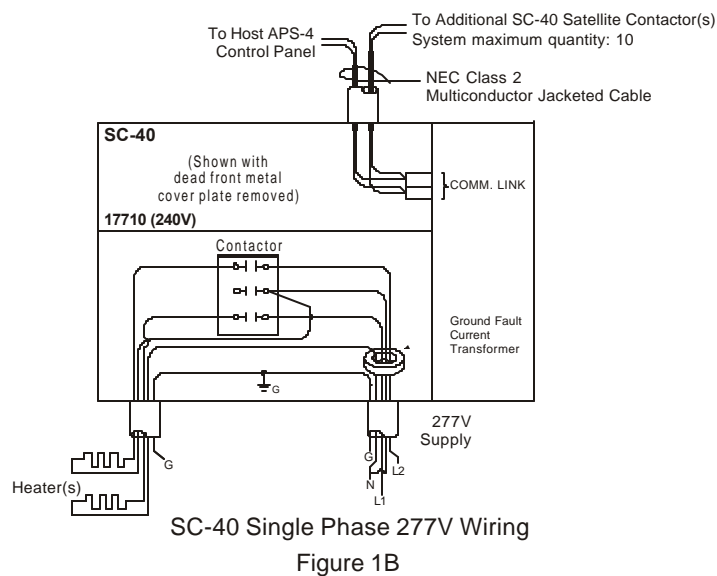 To Host APS-4
Control Panel
To Additional SC-40 Satellite Contactor(s)
System maximum quantity: 10
NEC Class 2
Multiconductor Jacketed Cable
SC-40
(Shown with
dead front metal
cover plate removed)
17710 (240V)
COMM. LINK
Contactor
Ground Fault
Current
Transformer
G
277V
Supply
G
G
L2
N
L1
Heater(s)
SC-40 Single Phase 277V Wiring
Figure 1B